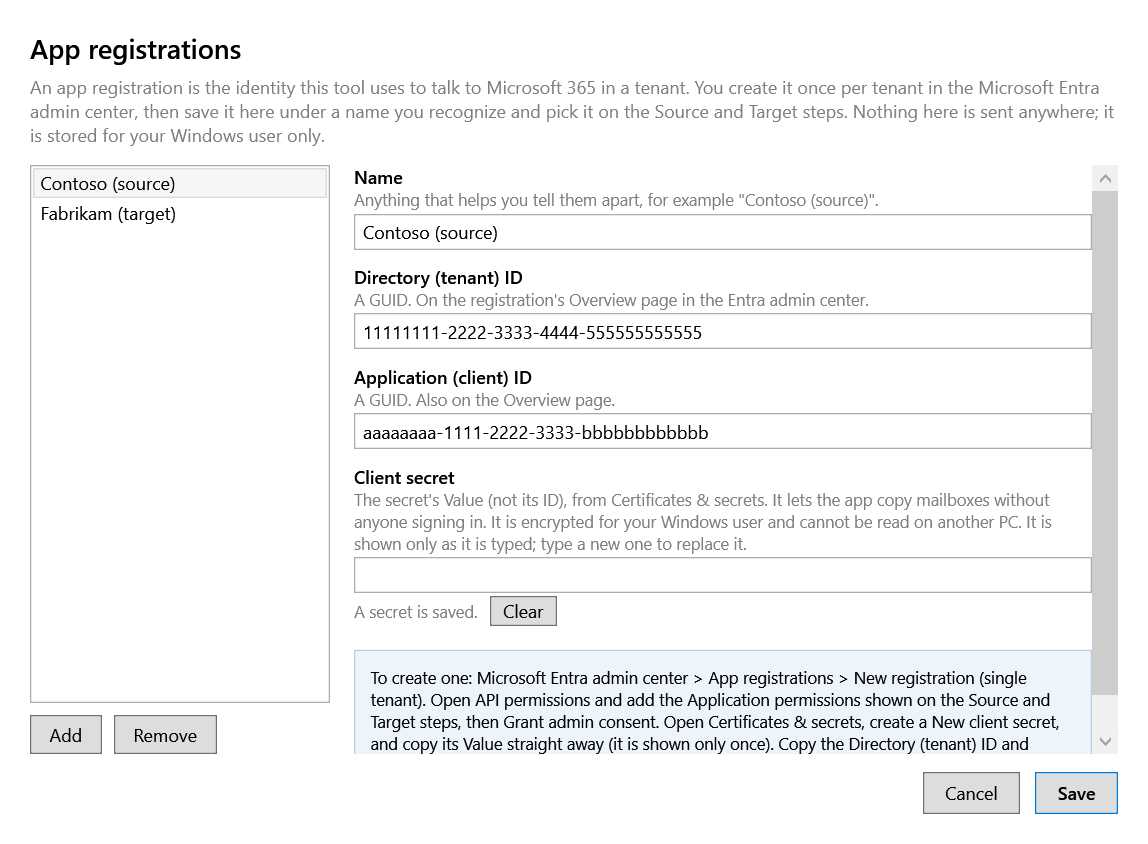 App registrations
An app registration is the identity this tool uses to talk to Microsoft 365 in a tenant. You create it once per tenant in the Microsoft Entra
admin center, then save it here under a name you recognize and pick it on the Source and Target steps. Nothing here is sent anywhere; it
is stored for your Windows user only.
Contoso (source)
Fabrikam (target)
Add
Remove
Name
Anything that helps you tell them apart, for example "Contoso (source)".
Contoso (source)
Directory (tenant) ID
A GUID. On the registration's Overview page in the Entra admin center.
11111111-2222-3333-4444-555555555555
Application (client) ID
A GUID. Also on the Overview page.
aaaaaaaa-1111-2222-3333-bbbbbbbbbbbb
Client secret
The secret's Value (not its ID), from Certificates & secrets. It lets the app copy mailboxes without
anyone signing in. It is encrypted for your Windows user and cannot be read on another PC. It is
shown only as it is typed; type a new one to replace it.
A secret is saved.
Clear
To create one: Microsoft Entra admin center > App registrations > New registration (single
tenant). Open API permissions and add the Application permissions shown on the Source and
Target steps, then Grant admin consent. Open Certificates & secrets, create a New client secret,
and copy its Value straight away (it is shown only once). Copy the Directory (tenant) ID and
Cancel
Save